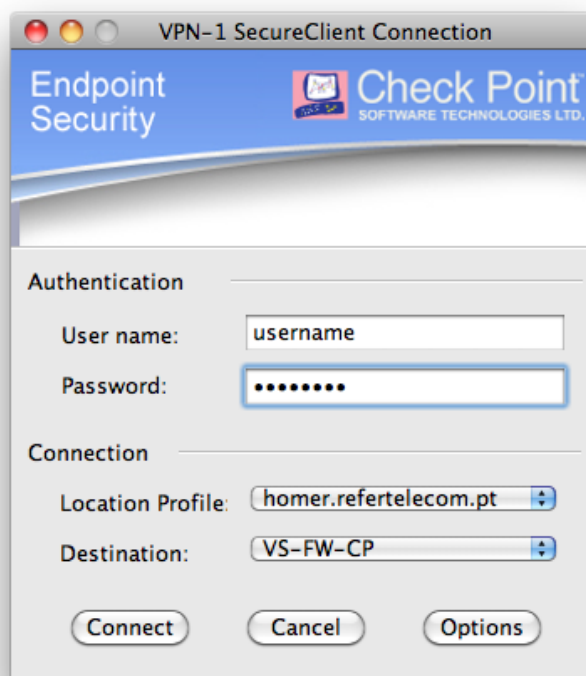 VPN-1 SecureClient Connection
Endpoint
Security
Check Point
SOFTWARE TECHNOLOGIES LTD.
Authentication
User name:
username
Password:
••••••••
Connection
Location Profile:
homer.refertelecom.pt
Destination:
VS-FW-CP
Connect
Cancel
Options